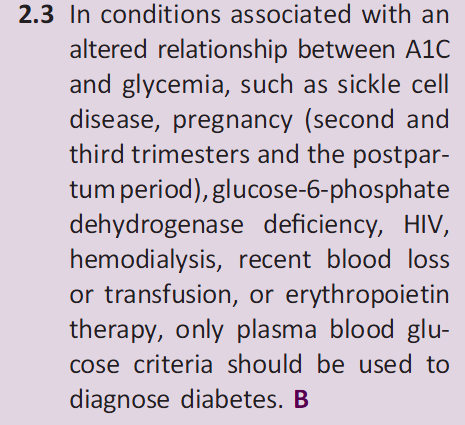 2.3 In conditions associated with an
altered relationship between A1C
and glycemia, such as sickle cell
disease, pregnancy (second and
third trimesters and the postpar-
tum period), glucose-6-phosphate
dehydrogenase deficiency, HIV,
hemodialysis, recent blood loss
or transfusion, or erythropoietin
therapy, only plasma blood glu-
cose criteria should be used to
diagnose diabetes. B